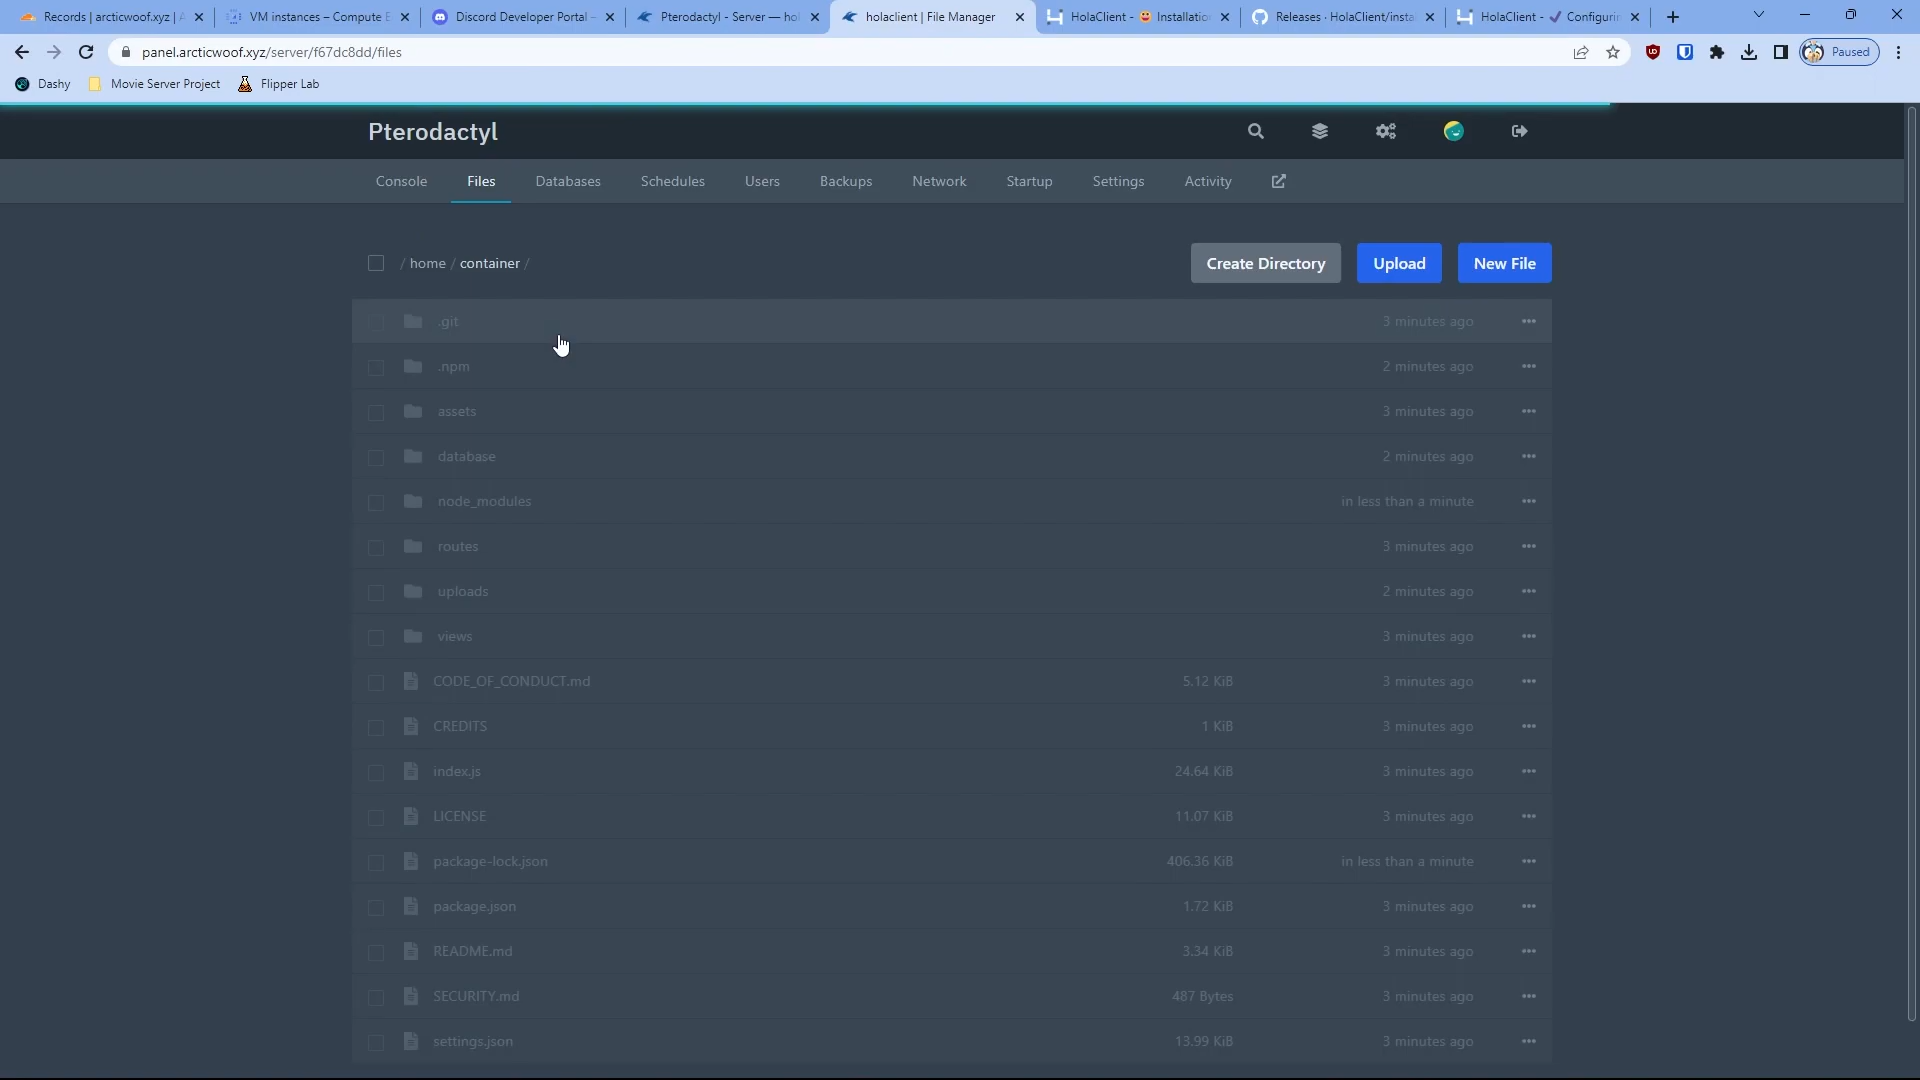 Records | arcticwoof.xyz | A
VM instances – Compute E
Discord Developer Portal –
Pterodactyl - Server — hol
holaclient | File Manager
HolaClient - 😀 Installation
Releases · HolaClient/insta
HolaClient - ✓ Configurin
panel.arcticwoof.xyz/server/f67dc8dd/files
Paused
Dashy
Movie Server Project
Flipper Lab
Pterodactyl
Console
Files
Databases
Schedules
Users
Backups
Network
Startup
Settings
Activity
/ home / container /
Create Directory
Upload
New File
.git 3 minutes ago
.npm 2 minutes ago
assets 3 minutes ago
database 2 minutes ago
node_modules in less than a minute
routes 3 minutes ago
uploads 2 minutes ago
views 3 minutes ago
CODE_OF_CONDUCT.md 5.12 KiB 3 minutes ago
CREDITS 1 KiB 3 minutes ago
index.js 24.64 KiB 3 minutes ago
LICENSE 11.07 KiB 3 minutes ago
package-lock.json 406.36 KiB in less than a minute
package.json 1.72 KiB 3 minutes ago
README.md 3.34 KiB 3 minutes ago
SECURITY.md 487 Bytes 3 minutes ago
settings.json 13.99 KiB 3 minutes ago